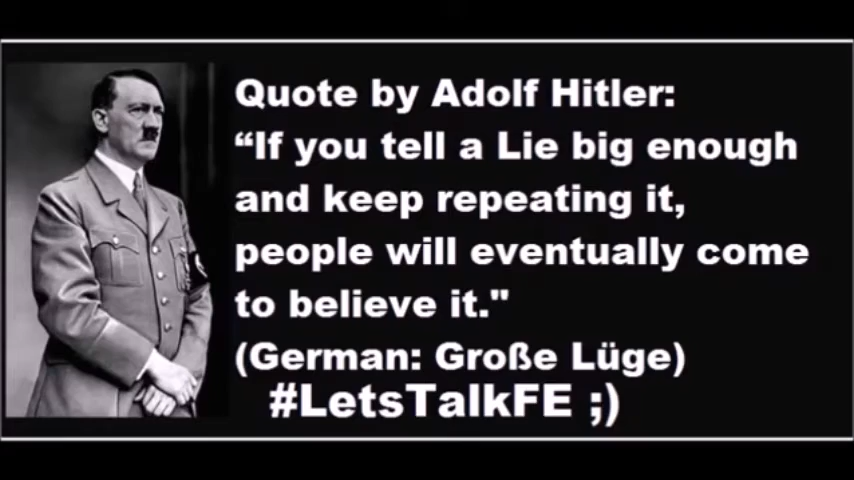 Quote by Adolf Hitler:
“If you tell a Lie big enough
and keep repeating it,
people will eventually come
to believe it."
(German: Große Lüge)
#LetsTalkFE ;)